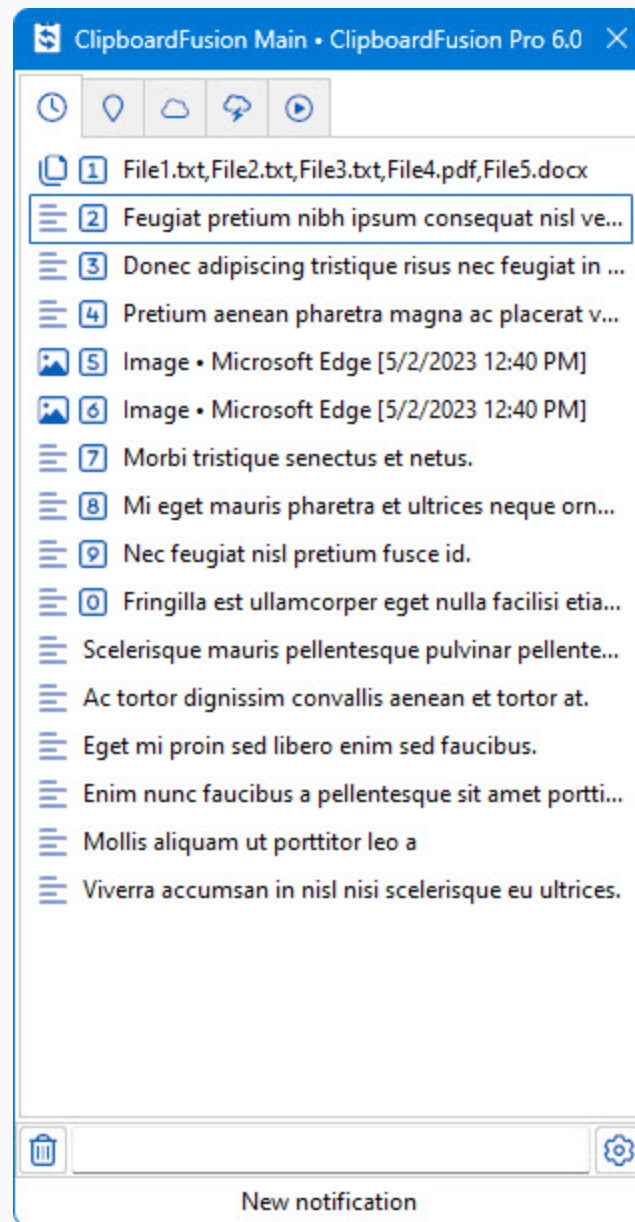 ClipboardFusion Main • ClipboardFusion Pro 6.0
1 File1.txt,File2.txt,File3.txt,File4.pdf,File5.docx
2 Feugiat pretium nibh ipsum consequat nisl ve...
3 Donec adipiscing tristique risus nec feugiat in ...
4 Pretium aenean pharetra magna ac placerat v...
5 Image • Microsoft Edge [5/2/2023 12:40 PM]
6 Image • Microsoft Edge [5/2/2023 12:40 PM]
7 Morbi tristique senectus et netus.
8 Mi eget mauris pharetra et ultrices neque orn...
9 Nec feugiat nisl pretium fusce id.
0 Fringilla est ullamcorper eget nulla facilisi etia...
Scelerisque mauris pellentesque pulvinar pellente...
Ac tortor dignissim convallis aenean et tortor at.
Eget mi proin sed libero enim sed faucibus.
Enim nunc faucibus a pellentesque sit amet portti...
Mollis aliquam ut porttitor leo a
Viverra accumsan in nisl nisi scelerisque eu ultrices.
New notification